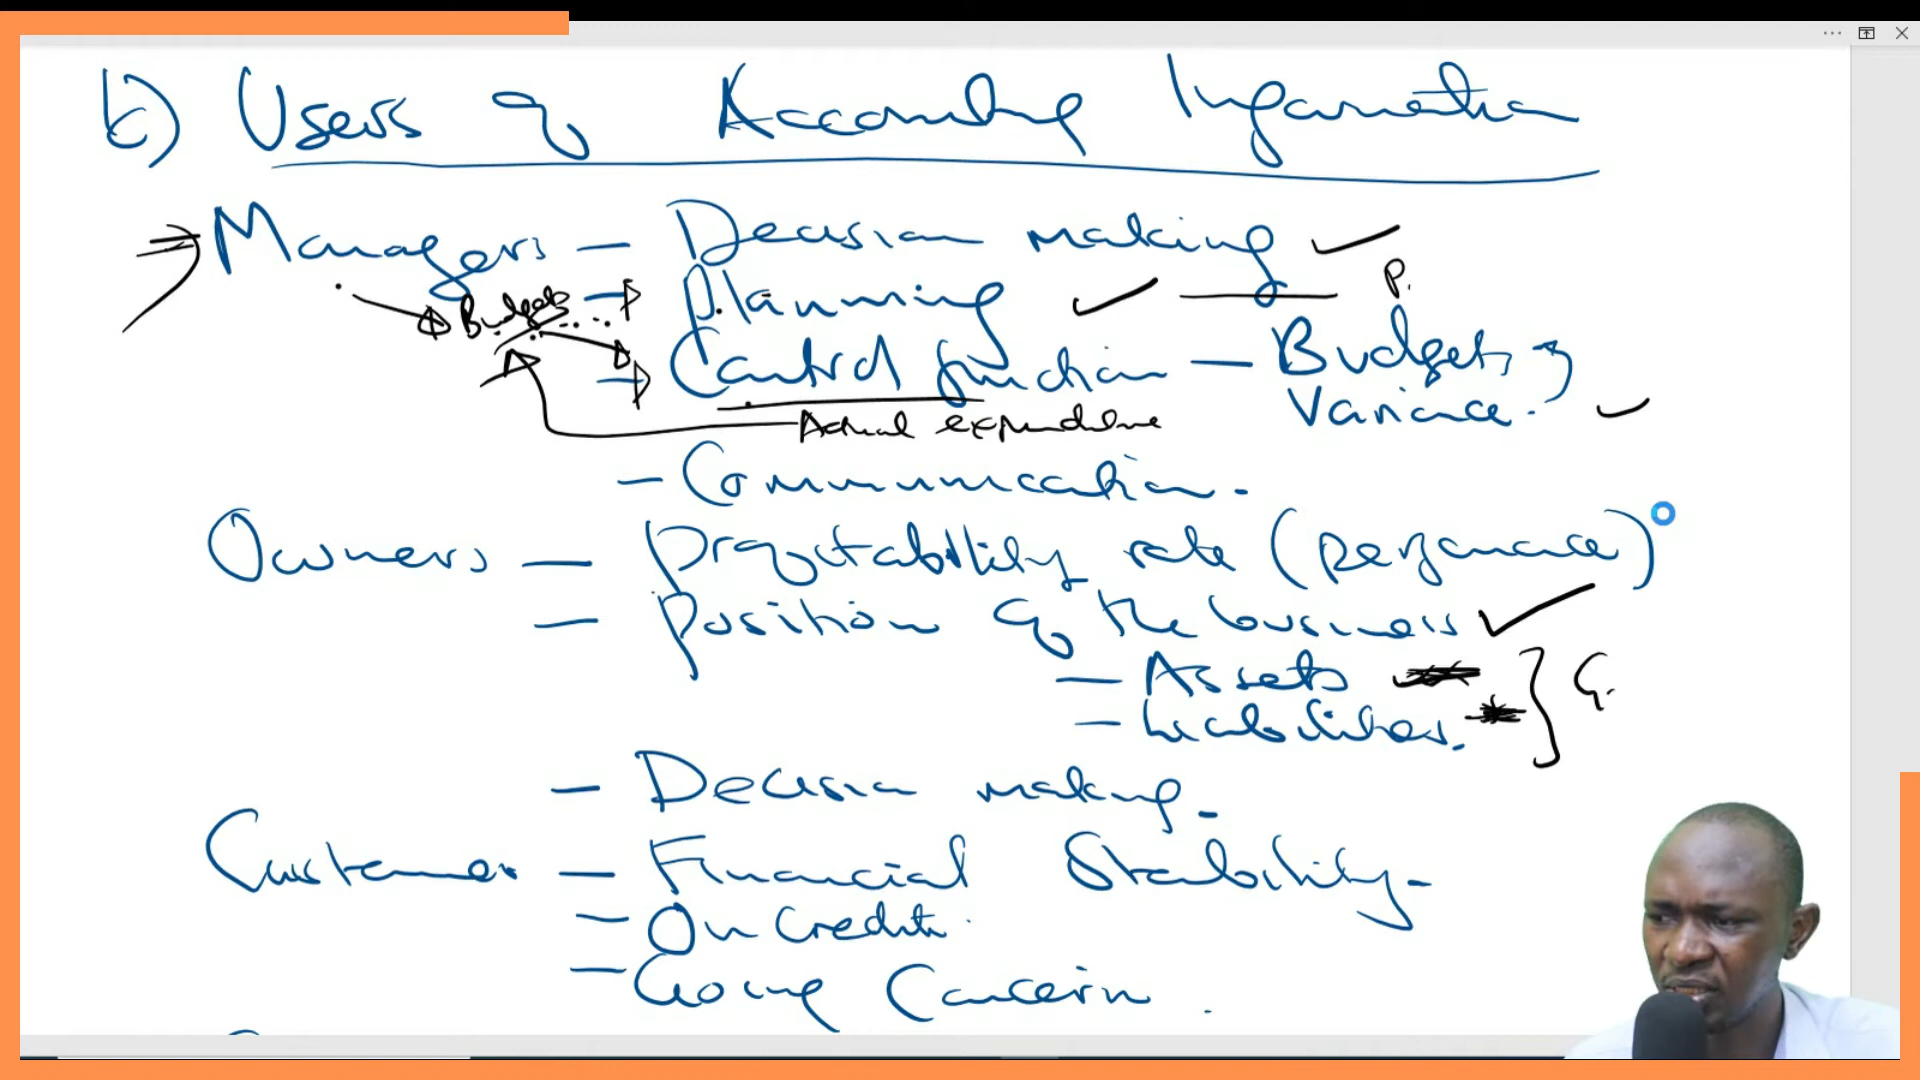 b) Users of Accounting Information
Managers - Decision making
Budgets Planning P.
Control function - Budgets &
Variance.
Actual expenditure
- Communication.
Owners - Profitability rate (performance)
- Position of the business
- Assets
- Liabilities.
- Decision making.
Customer - Financial Stability.
- On credit.
- Going Concern.